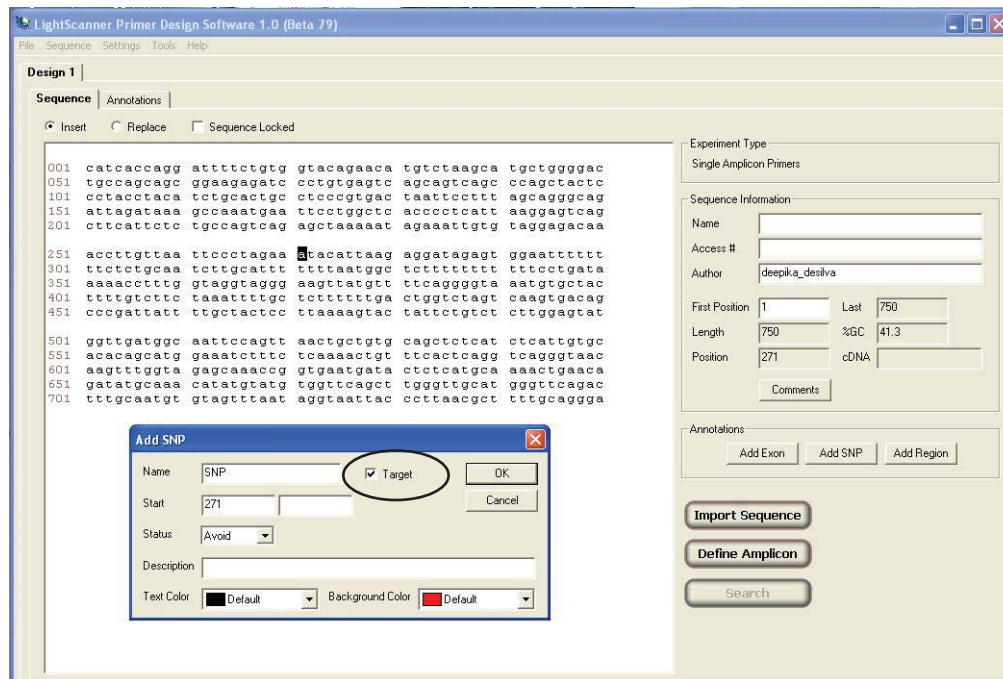 LightScanner Primer Design Software 1.0 (Beta 79)
File Sequence Settings Tools Help
Design 1
Sequence Annotations
Insert Replace Sequence Locked
001 catcaccagg attttctgtg gtacagaaca tgtctaagca tgctggggac
051 tgccagcagc ggaagagatc cctgtgagtc agcagtcagc ccagctactc
101 cctacctaca tctgcactgc ctcccgtgac taattccttt agcagggcag
151 attagataaa gccaaatgaa ttcctggctc acccctcatt aaggagtcag
201 cttcattctc tgccagtcag agctaaaaat agaaattgtg taggagacaa
251 accttgttaa ttccctagaa atacattaag aggatagagt ggaatttttt
301 ttctctgcaa tcttgcattt tttttaatggc tctttttttttt tttcctgata
351 aaaacctttg gtaggtaggg aagttatgtt tttcaggggta aatgtgctac
401 ttttgtcttc taaattttgc tctttttttga ctggtctagt caagtgacag
451 cccgattatt ttgctactcc ttaaaagtac tattctgtct cttggagtat
501 ggttgatggc aattccagtt aactgctgtg cagctctcat ctcattgtgc
551 acacagcatg gaaatctttc tcaaaactgt ttcactcagg tcagggtaac
601 aagtttggta gagcaaaccg ggtgaatgata ctctcatgca aaactgaaca
651 gatatgcaaa catatgtatg tggttcagct tgggttgcat gggttcagac
701 tttgcaatgt gtagtttaat aggtaattac ccttaacgct tttgcaggga
Experiment Type
Single Amplicon Primers
Sequence Information
Name
Access #
Author deepika_desilva
First Position 1 Last 750
Length 750 %GC 41.3
Position 271 cDNA
Comments
Annotations
Add Exon Add SNP Add Region
Import Sequence
Define Amplicon
Search
Add SNP
Name SNP Target OK
Start 271 Cancel
Status Avoid
Description
Text Color Default Background Color Default